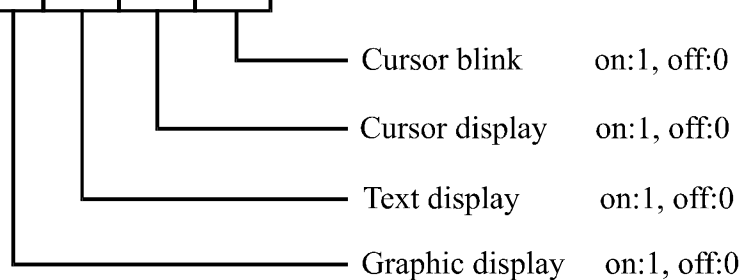 Cursor blink on:1, off:0
Cursor display on:1, off:0
Text display on:1, off:0
Graphic display on:1, off:0